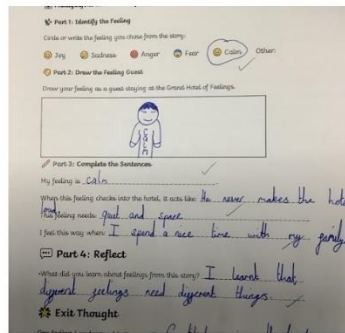 Part 1: Identify the Feeling
Circle or write the feeling you chose from the story:
Joy Sadness Anger Fear Calm Other:
Part 2: Draw the Feeling Guest
Draw your feeling as a guest staying at the Grand Hotel of Feelings.
CALM
Part 3: Complete the Sentences
My feeling is calm
When this feeling checks into the hotel, it acts like: He never makes the hotel
loud
This feeling needs: quiet and space
I feel this way when: I spend a nice time with my family
Part 4: Reflect
•What did you learn about feelings from this story? I learnt that
different feelings need different things.
Exit Thought